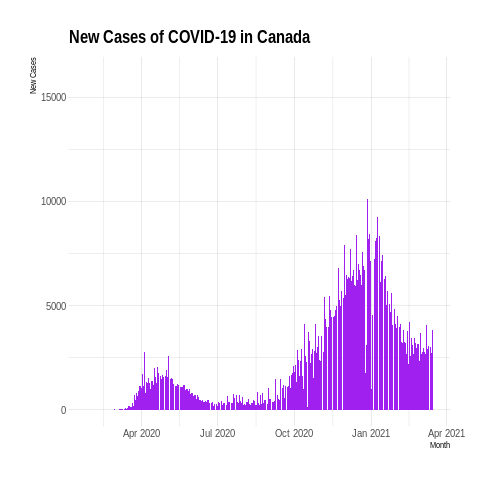 New Cases of COVID-19 in Canada
New Cases
15000
10000
5000
0
Apr 2020 Jul 2020 Oct 2020 Jan 2021 Apr 2021
Month